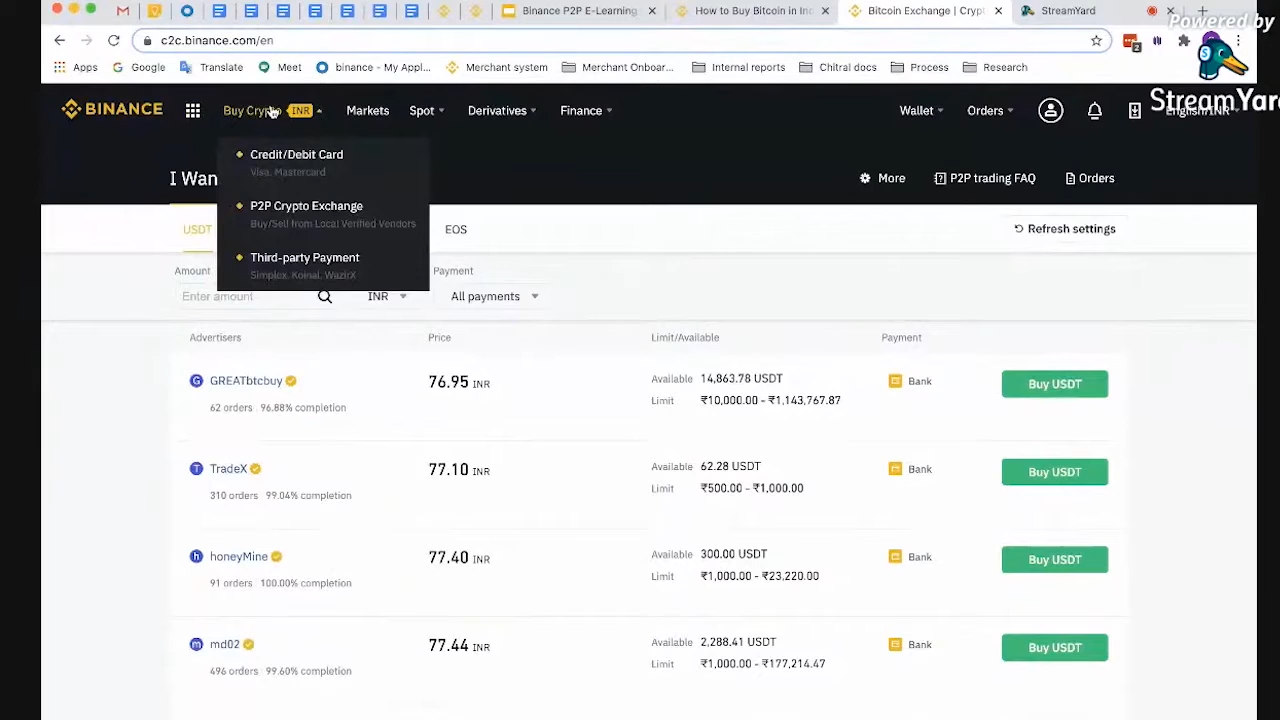 Binance P2P E-Learning
How to Buy Bitcoin in Inc
Bitcoin Exchange | Crypt
StreamYard
Powered by
c2c.binance.com/en
2
Apps
Google
Translate
Meet
binance - My Appl...
Merchant system
Merchant Onboar...
Internal reports
Chitral docs
Process
Research
StreamYar
BINANCE
Buy Crypto
INR
Markets
Spot
Derivatives
Finance
Wallet
Orders
English/INR
Credit/Debit Card
Visa, Mastercard
P2P Crypto Exchange
Buy/Sell from Local Verified Vendors
Third-party Payment
Simplex, Koinal, WazirX
I Wan
More
P2P trading FAQ
Orders
USDT
EOS
Refresh settings
Amount
Payment
Enter amount
INR
All payments
Advertisers
Price
Limit/Available
Payment
G GREATbtcbuy
76.95 INR
Available 14,863.78 USDT
Bank
Buy USDT
62 orders 96.88% completion
Limit ₹10,000.00 - ₹1,143,767.87
T TradeX
77.10 INR
Available 62.28 USDT
Bank
Buy USDT
310 orders 99.04% completion
Limit ₹500.00 - ₹1,000.00
h honeyMine
77.40 INR
Available 300.00 USDT
Bank
Buy USDT
91 orders 100.00% completion
Limit ₹1,000.00 - ₹23,220.00
m md02
77.44 INR
Available 2,288.41 USDT
Bank
Buy USDT
496 orders 99.60% completion
Limit ₹1,000.00 - ₹177,214.47